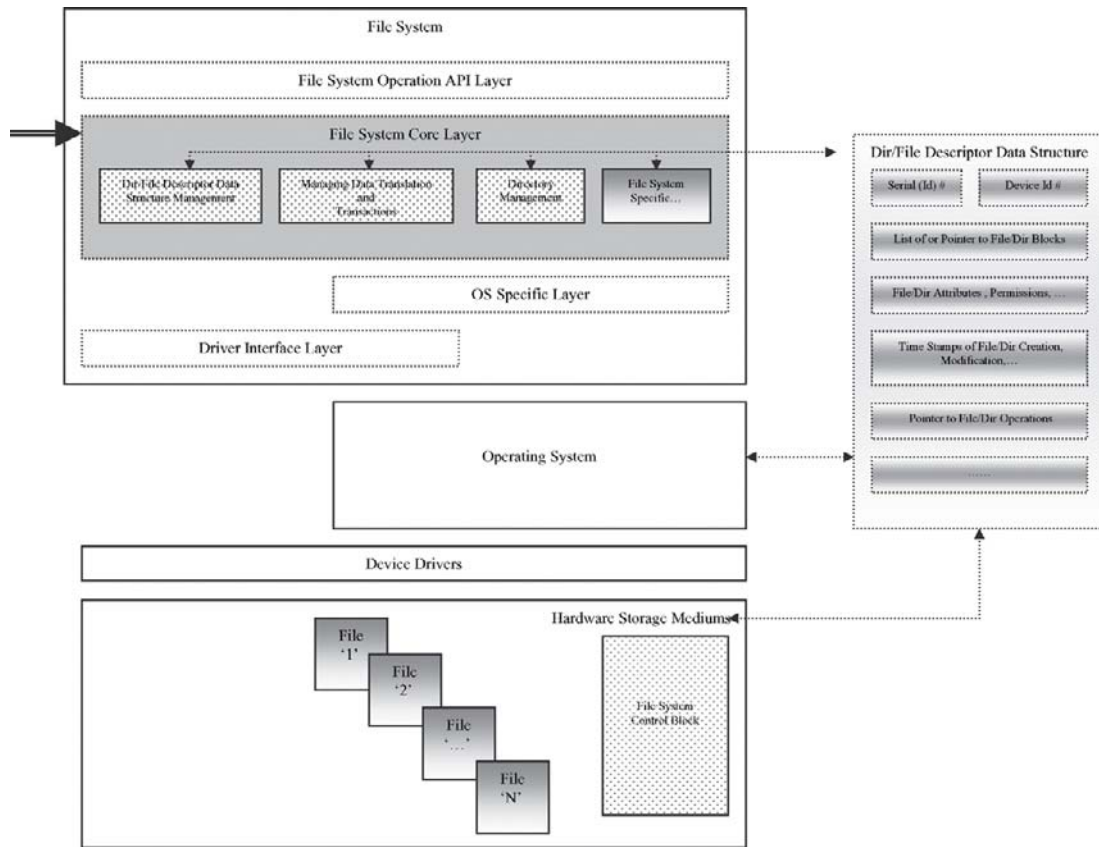 File System
File System Operation API Layer
File System Core Layer
Dir-File Descriptor Data
Structure Management
Managing Data Translation
and
Transactions
Directory
Management
File System
Specific…
OS Specific Layer
Driver Interface Layer
Operating System
Device Drivers
Hardware Storage Mediums
File
‘1’
File
‘2’
File
‘…’
File
‘N’
File System
Control Block
Dir/File Descriptor Data Structure
Serial (Id) #
Device Id #
List of or Pointer to File/Dir Blocks
File/Dir Attributes , Permissions, …
Time Stamps of File/Dir Creation,
Modification,…
Pointer to File/Dir Operations
……